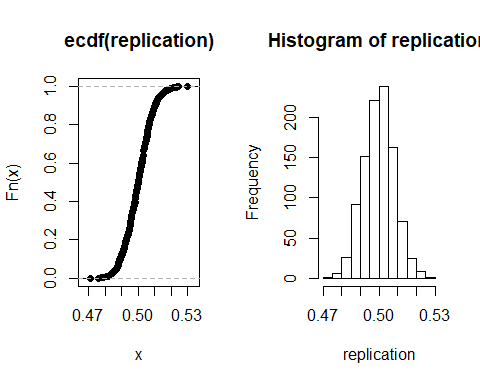 ecdf(replication)
Fn(x)
0.0 0.2 0.4 0.6 0.8 1.0
0.47 0.50 0.53
x
Histogram of replication
Frequency
0 50 100 150 200
0.47 0.50 0.53
replication